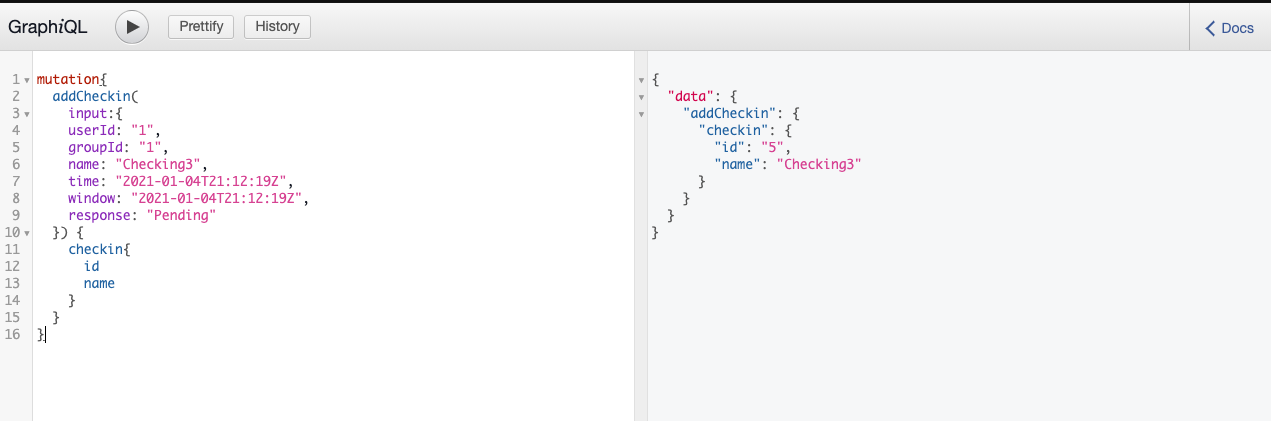 GraphiQL Prettify History Docs
1 mutation{
2 addCheckin(
3 input:{
4 userId: "1",
5 groupId: "1",
6 name: "Checking3",
7 time: "2021-01-04T21:12:19Z",
8 window: "2021-01-04T21:12:19Z",
9 response: "Pending"
10 }) {
11 checkin{
12 id
13 name
14 }
15 }
16 }
{
"data": {
"addCheckin": {
"checkin": {
"id": "5",
"name": "Checking3"
}
}
}
}